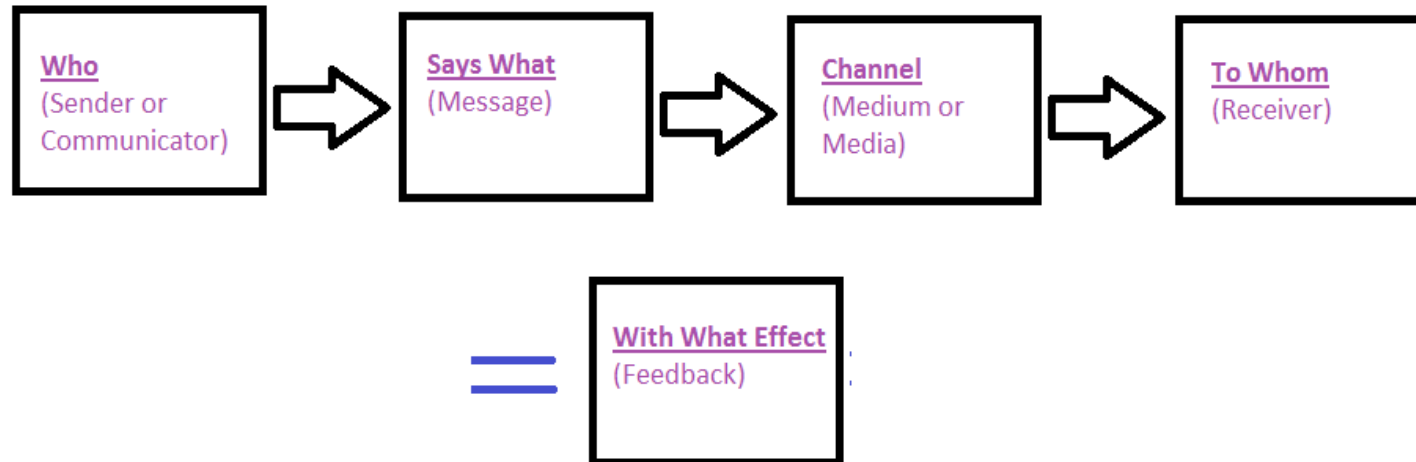 Who
(Sender or
Communicator)
Says What
(Message)
Channel
(Medium or
Media)
To Whom
(Receiver)
With What Effect
(Feedback)